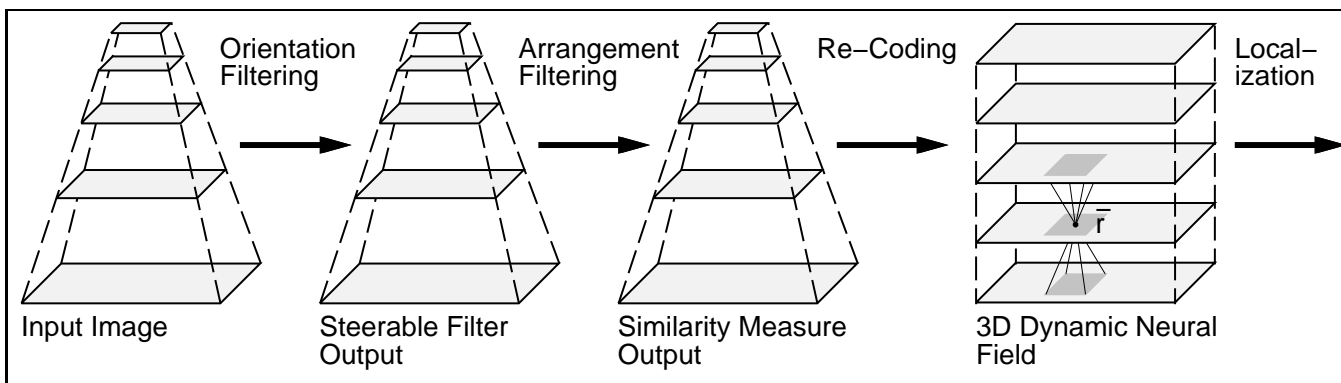 Orientation
Filtering
Arrangement
Filtering
Re−Coding
Local−
ization
r̅
Input Image
Steerable Filter
Output
Similarity Measure
Output
3D Dynamic Neural
Field